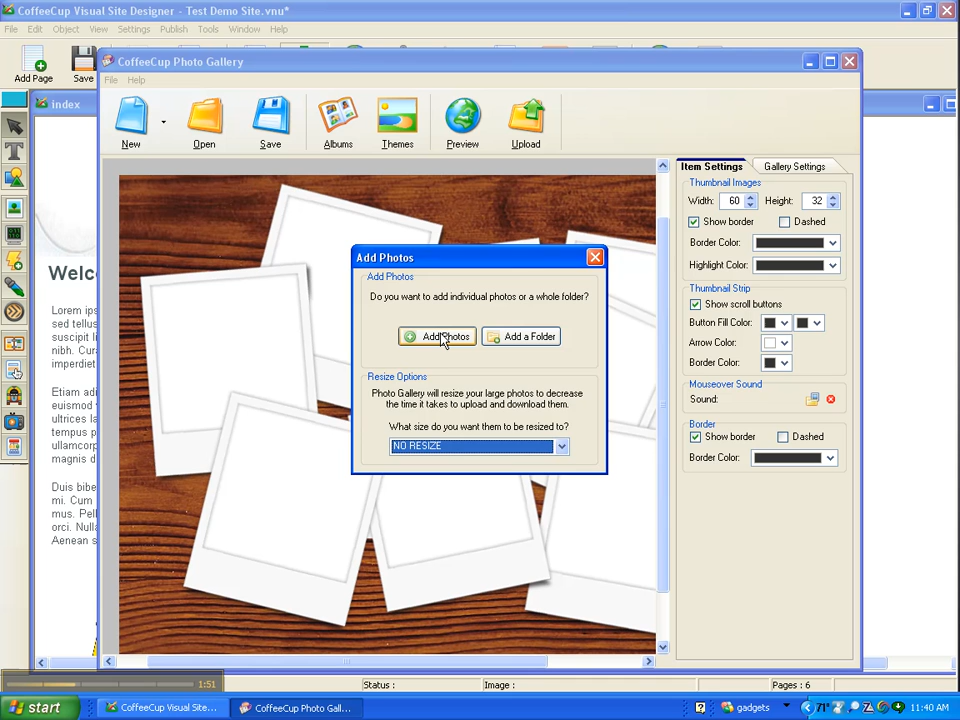 CoffeeCup Visual Site Designer - Test Demo Site.vnu*
File Edit Object View Settings Publish Tools Window Help
Add Page Save
CoffeeCup Photo Gallery
File Help
index
New Open Save Albums Themes Preview Upload
Item Settings Gallery Settings
Thumbnail Images
Width: 60 Height: 32
Show border Dashed
Border Color:
Highlight Color:
Thumbnail Strip
Show scroll buttons
Button Fill Color:
Arrow Color:
Border Color:
Mouseover Sound
Sound:
Border
Show border Dashed
Border Color:
Add Photos
Add Photos
Do you want to add individual photos or a whole folder?
Add Photos Add a Folder
Resize Options
Photo Gallery will resize your large photos to decrease
the time it takes to upload and download them.
What size do you want them to be resized to?
NO RESIZE
Welco
Lorem ips
sed tellus
suscipit l
nibh. Cura
imperdiet
Etiam adi
euismod
ultrices la
tempus p
ullamcorp
magnis d
Duis bibe
mi. Cum
mus. Pell
orci. Nulla
Aenean s
1:51
Status : Image : Pages : 6
start CoffeeCup Visual Site... CoffeeCup Photo Gall... gadgets 71° 11:40 AM